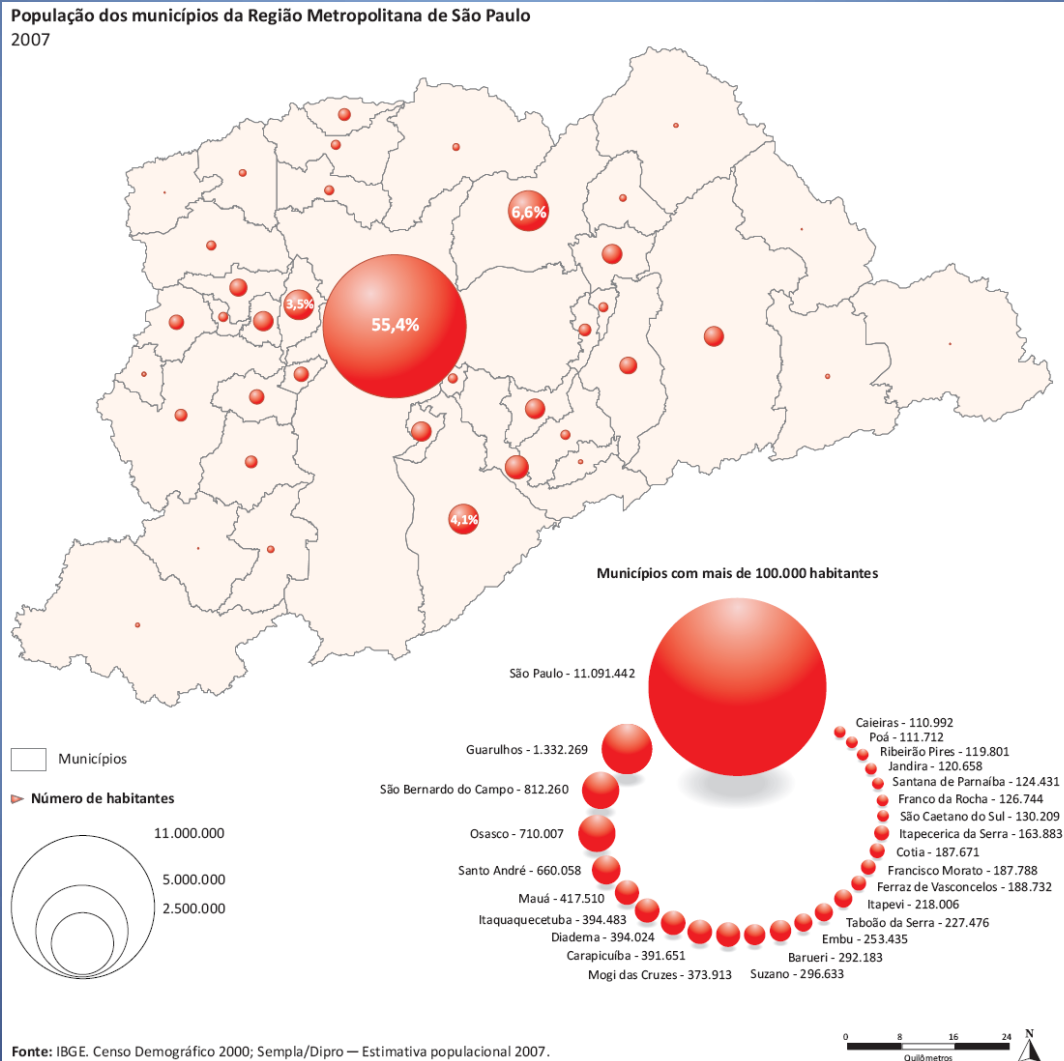 População dos municípios da Região Metropolitana de São Paulo
2007
6,6%
3,5%
55,4%
4,1%
Municípios com mais de 100.000 habitantes
São Paulo - 11.091.442
Guarulhos - 1.332.269
São Bernardo do Campo - 812.260
Osasco - 710.007
Santo André - 660.058
Mauá - 417.510
Itaquaquecetuba - 394.483
Diadema - 394.024
Carapicuíba - 391.651
Mogi das Cruzes - 373.913
Suzano - 296.633
Barueri - 292.183
Embu - 253.435
Taboão da Serra - 227.476
Itapevi - 218.006
Ferraz de Vasconcelos - 188.732
Francisco Morato - 187.788
Cotia - 187.671
Itapecerica da Serra - 163.883
São Caetano do Sul - 130.209
Franco da Rocha - 126.744
Santana de Parnaíba - 124.431
Jandira - 120.658
Ribeirão Pires - 119.801
Poá - 111.712
Caieiras - 110.992
Municípios
Número de habitantes
11.000.000
5.000.000
2.500.000
0 8 16 24
Quilômetros
N
Fonte: IBGE. Censo Demográfico 2000; Sempla/Dipro — Estimativa populacional 2007.